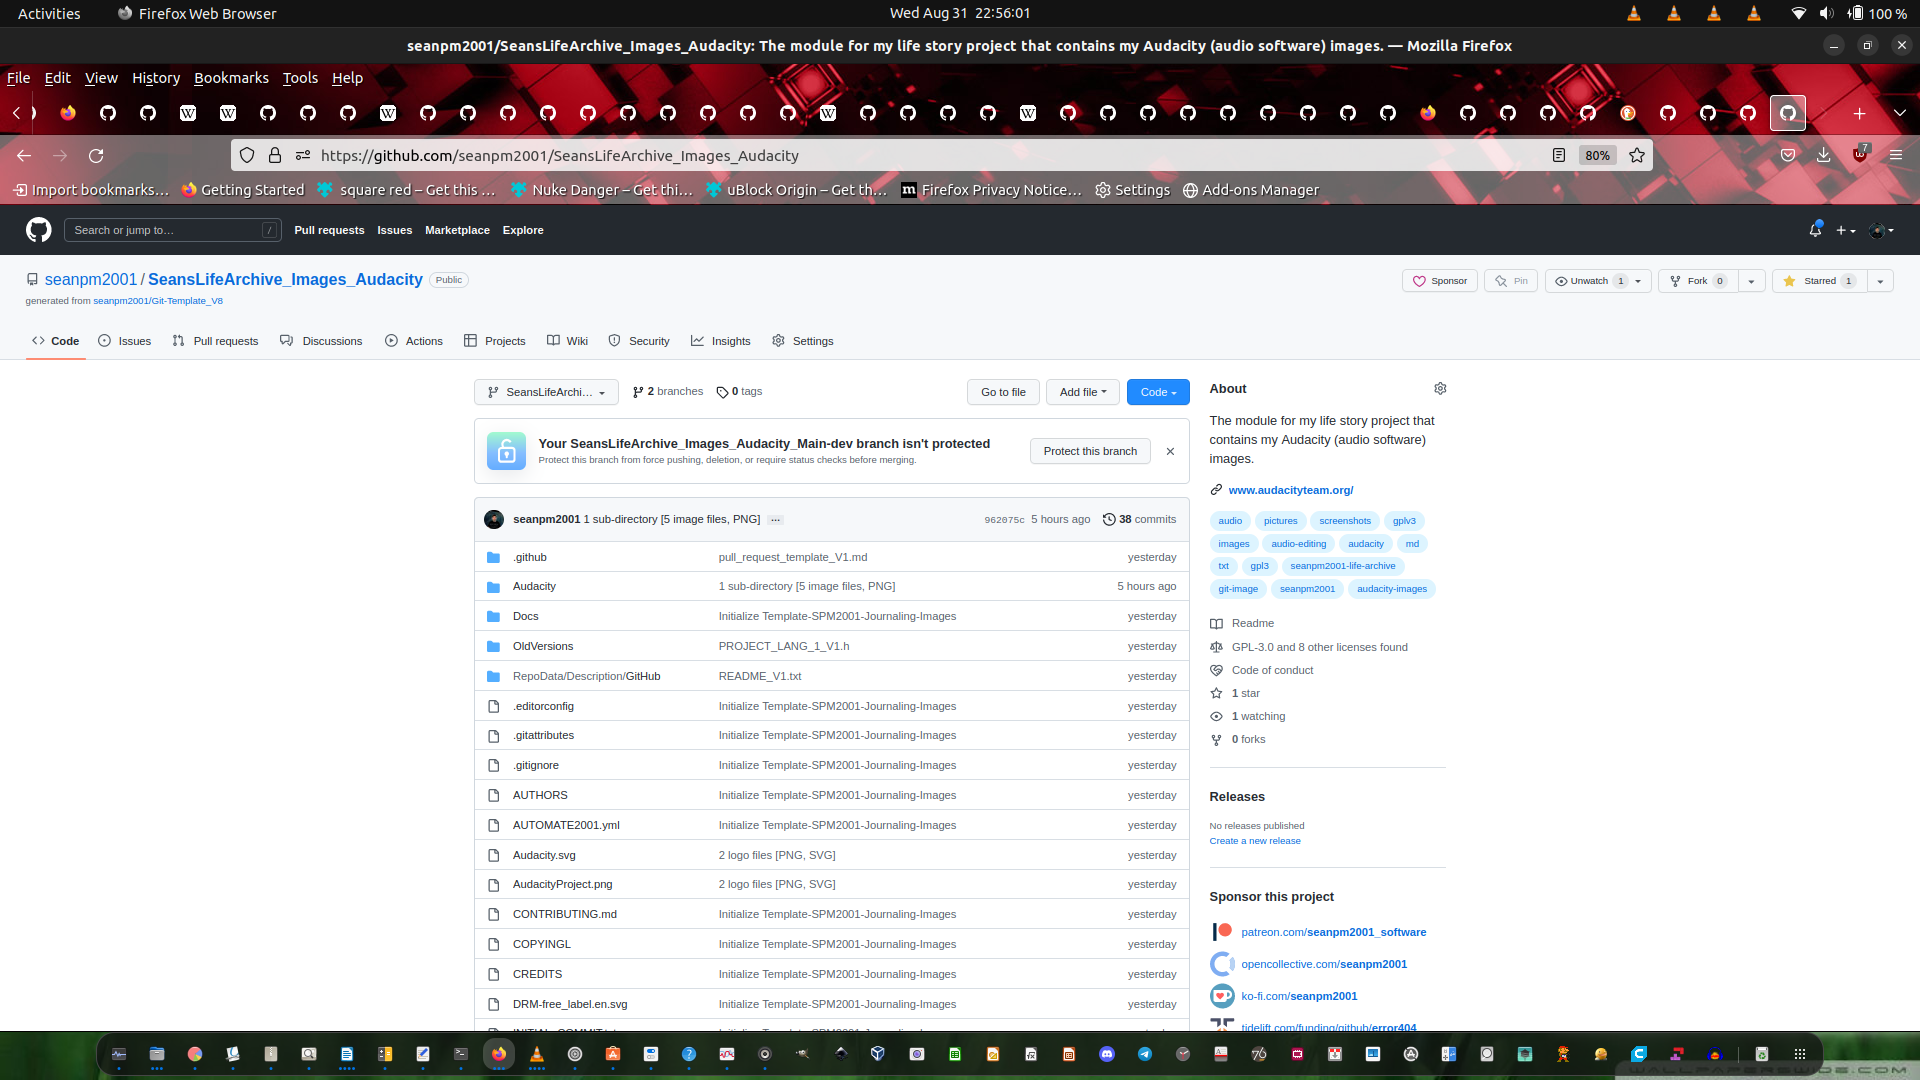 Activities
Firefox Web Browser
Wed Aug 31 22:56:01
100 %
seanpm2001/SeansLifeArchive_Images_Audacity: The module for my life story project that contains my Audacity (audio software) images. — Mozilla Firefox
File Edit View History Bookmarks Tools Help
https://github.com/seanpm2001/SeansLifeArchive_Images_Audacity
80%
7
Import bookmarks…
Getting Started
square red – Get this …
Nuke Danger – Get thi…
uBlock Origin – Get th…
Firefox Privacy Notice…
Settings
Add-ons Manager
Search or jump to…
/
Pull requests Issues Marketplace Explore
seanpm2001 / SeansLifeArchive_Images_Audacity Public
generated from seanpm2001/Git-Template_V8
Sponsor
Pin
Unwatch 1
Fork 0
Starred 1
Code
Issues
Pull requests
Discussions
Actions
Projects
Wiki
Security
Insights
Settings
SeansLifeArchi…
2 branches
0 tags
Go to file
Add file
Code
Your SeansLifeArchive_Images_Audacity_Main-dev branch isn't protected
Protect this branch from force pushing, deletion, or require status checks before merging.
Protect this branch
seanpm2001 1 sub-directory [5 image files, PNG] …
962075c 5 hours ago
38 commits
.github pull_request_template_V1.md yesterday
Audacity 1 sub-directory [5 image files, PNG] 5 hours ago
Docs Initialize Template-SPM2001-Journaling-Images yesterday
OldVersions PROJECT_LANG_1_V1.h yesterday
RepoData/Description/GitHub README_V1.txt yesterday
.editorconfig Initialize Template-SPM2001-Journaling-Images yesterday
.gitattributes Initialize Template-SPM2001-Journaling-Images yesterday
.gitignore Initialize Template-SPM2001-Journaling-Images yesterday
AUTHORS Initialize Template-SPM2001-Journaling-Images yesterday
AUTOMATE2001.yml Initialize Template-SPM2001-Journaling-Images yesterday
Audacity.svg 2 logo files [PNG, SVG] yesterday
AudacityProject.png 2 logo files [PNG, SVG] yesterday
CONTRIBUTING.md Initialize Template-SPM2001-Journaling-Images yesterday
COPYINGL Initialize Template-SPM2001-Journaling-Images yesterday
CREDITS Initialize Template-SPM2001-Journaling-Images yesterday
DRM-free_label.en.svg Initialize Template-SPM2001-Journaling-Images yesterday
About
The module for my life story project that
contains my Audacity (audio software)
images.
www.audacityteam.org/
audio pictures screenshots gplv3
images audio-editing audacity md
txt gpl3 seanpm2001-life-archive
git-image seanpm2001 audacity-images
Readme
GPL-3.0 and 8 other licenses found
Code of conduct
1 star
1 watching
0 forks
Releases
No releases published
Create a new release
Sponsor this project
patreon.com/seanpm2001_software
opencollective.com/seanpm2001
ko-fi.com/seanpm2001
tidelift.com/funding/github/error404
WALLPAPERSWIDE.COM